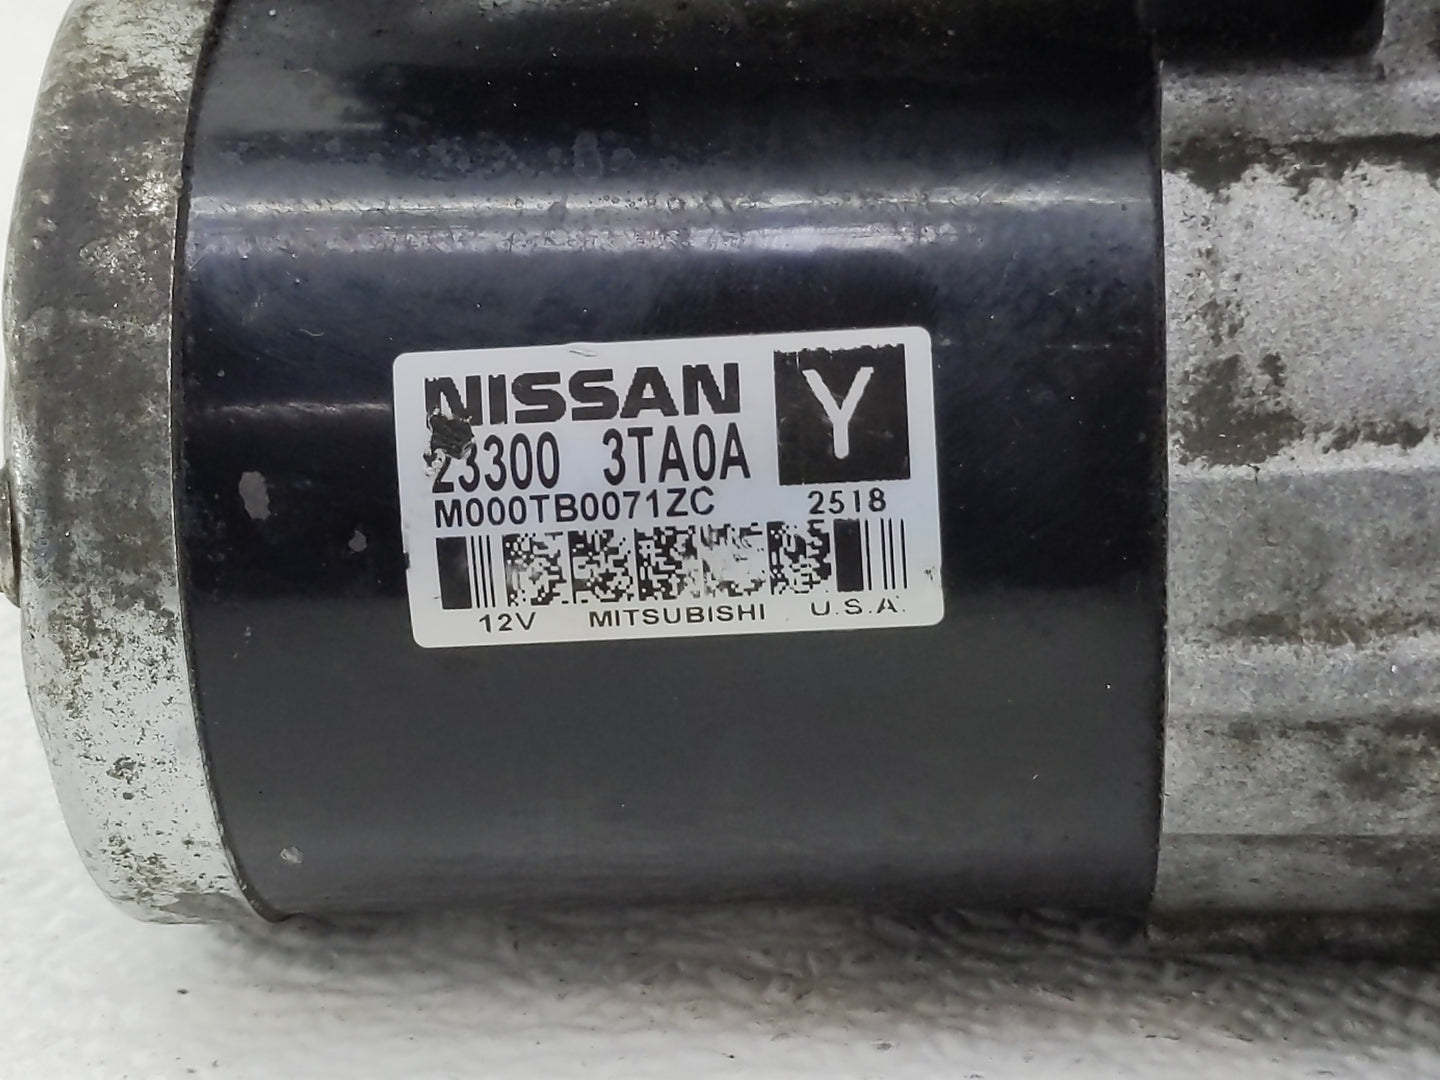 NISSAN Y
23300 3TA0A
M000TB0071ZC 2518
12V MITSUBISHI U.S.A.